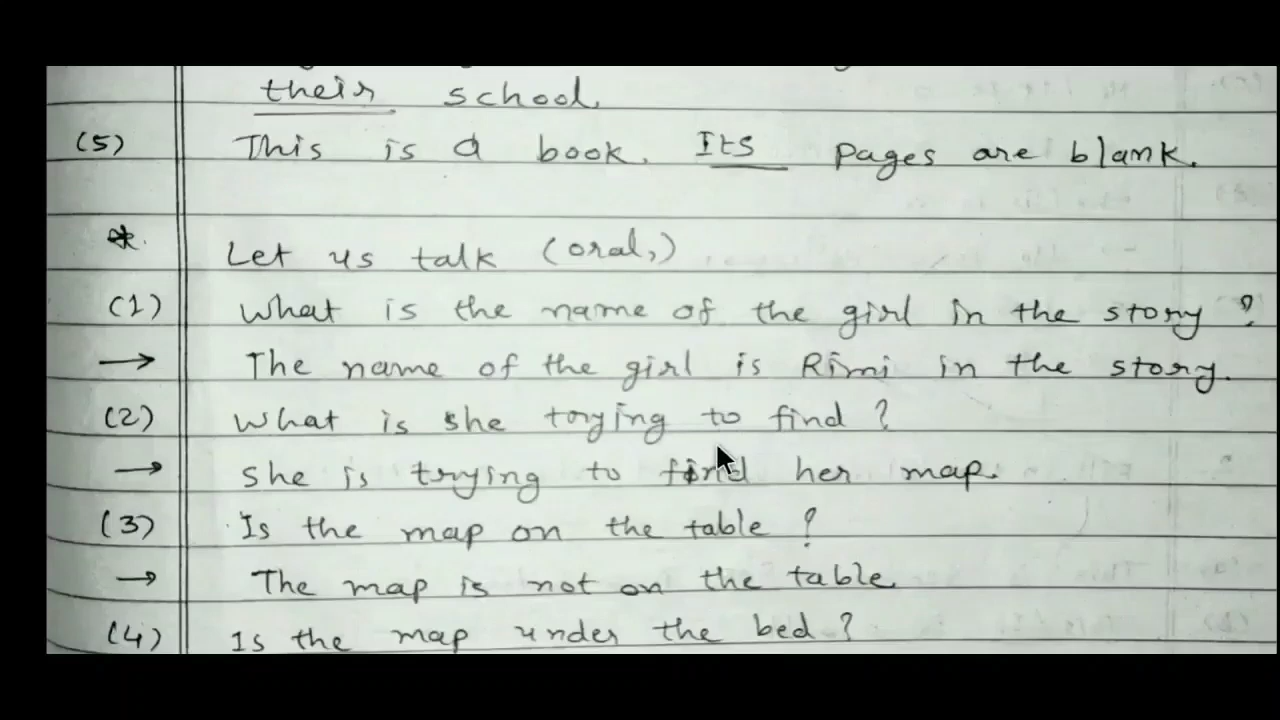 their school.
(5) This is a book. Its pages are blank.
*. Let us talk (oral,)
(1) What is the name of the girl in the story ?
→ The name of the girl is Rimi in the story.
(2) What is she trying to find ?
→ She is trying to find her map.
(3) Is the map on the table ?
→ The map is not on the table.
(4) Is the map under the bed ?